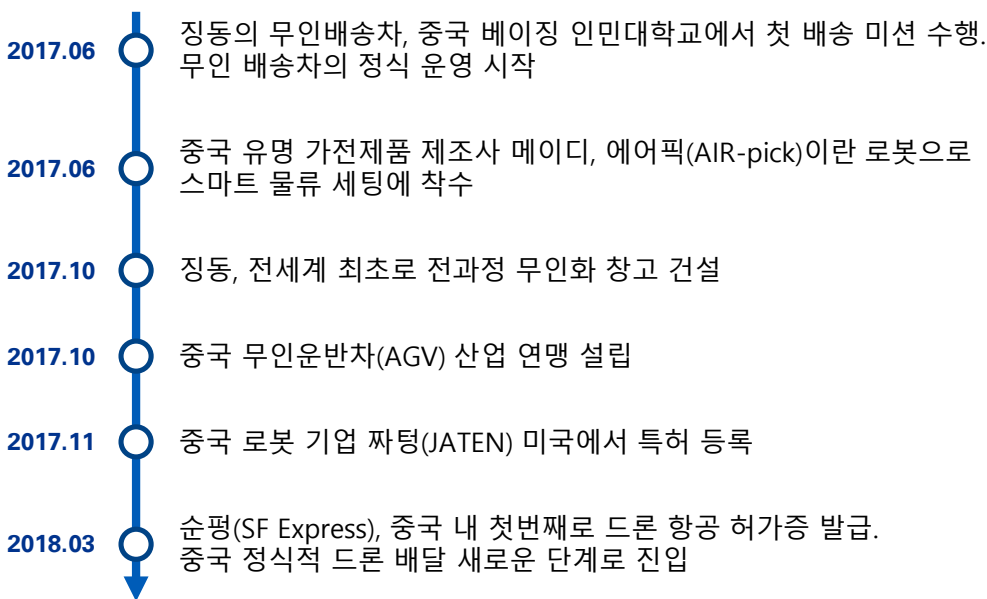 2017.06
징동의 무인배송차, 중국 베이징 인민대학교에서 첫 배송 미션 수행.
무인 배송차의 정식 운영 시작
2017.06
중국 유명 가전제품 제조사 메이디, 에어픽(AIR-pick)이란 로봇으로
스마트 물류 세팅에 착수
2017.10
징동, 전세계 최초로 전과정 무인화 창고 건설
2017.10
중국 무인운반차(AGV) 산업 연맹 설립
2017.11
중국 로봇 기업 짜텅(JATEN) 미국에서 특허 등록
2018.03
순펑(SF Express), 중국 내 첫번째로 드론 항공 허가증 발급.
중국 정식적 드론 배달 새로운 단계로 진입